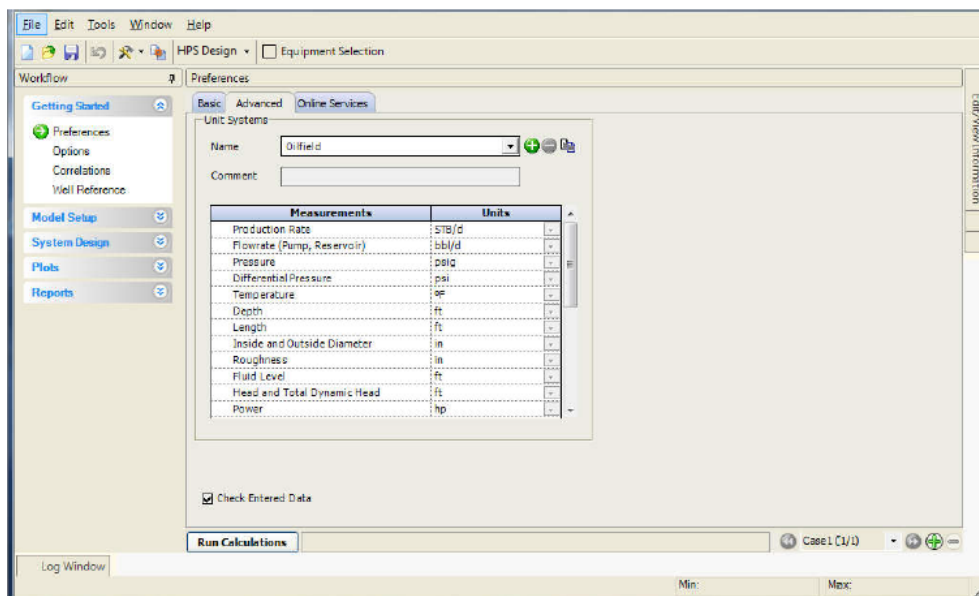 File Edit Tools Window Help
HPS Design Equipment Selection
Workflow
Preferences
Getting Started
Preferences
Options
Correlations
Well Reference
Model Setup
System Design
Plots
Reports
Basic Advanced Online Services
Unit Systems
Name Oilfield
Comment
Measurements Units
Production Rate STB/d
Flowrate (Pump, Reservoir) bbl/d
Pressure psig
Differential Pressure psi
Temperature ºF
Depth ft
Length ft
Inside and Outside Diameter in
Roughness in
Fluid Level ft
Head and Total Dynamic Head ft
Power hp
Check Entered Data
Run Calculations
Case1 (1/1)
Edit/View Information
Log Window
Min: Max: